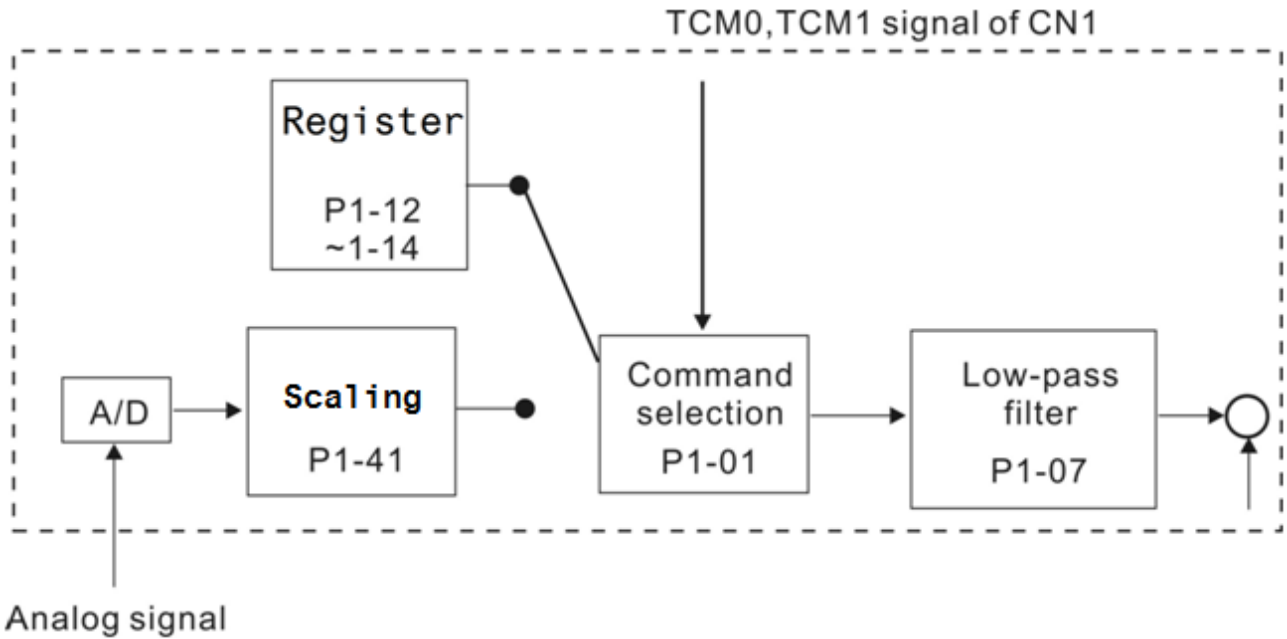 TCM0,TCM1 signal of CN1
Register
P1-12
~1-14
A/D
Scaling
P1-41
Command
selection
P1-01
Low-pass
filter
P1-07
Analog signal